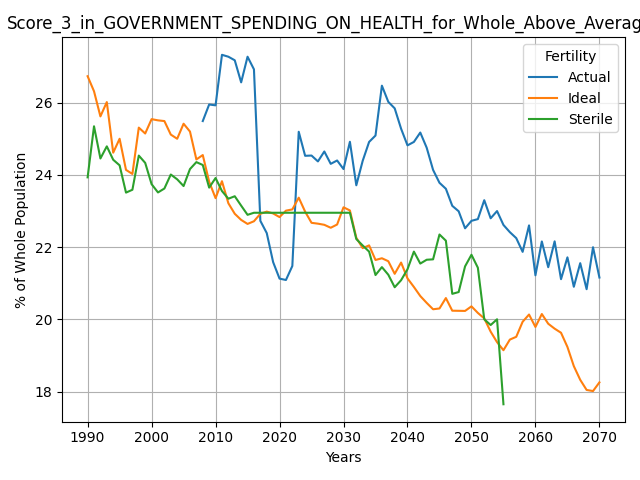 Score_3_in_GOVERNMENT_SPENDING_ON_HEALTH_for_Whole_Above_Averag
Fertility
Actual
Ideal
Sterile
% of Whole Population
26
24
22
20
18
1990 2000 2010 2020 2030 2040 2050 2060 2070
Years